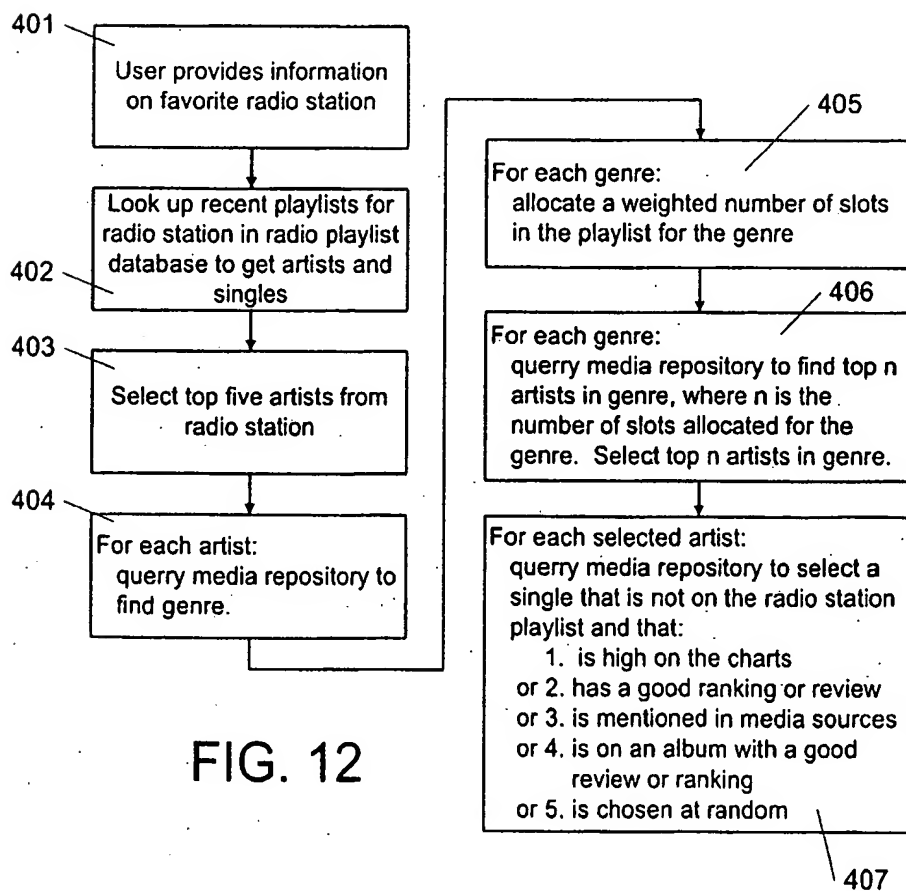 401
User provides information
on favorite radio station
Look up recent playlists for
radio station in radio playlist
database to get artists and
singles
402
403
Select top five artists from
radio station
404
For each artist:
querry media repository to
find genre.
405
For each genre:
allocate a weighted number of slots
in the playlist for the genre
406
For each genre:
querry media repository to find top n
artists in genre, where n is the
number of slots allocated for the
genre. Select top n artists in genre.
For each selected artist:
querry media repository to select a
single that is not on the radio station
playlist and that:
1. is high on the charts
or 2. has a good ranking or review
or 3. is mentioned in media sources
or 4. is on an album with a good
review or ranking
or 5. is chosen at random
407
FIG. 12